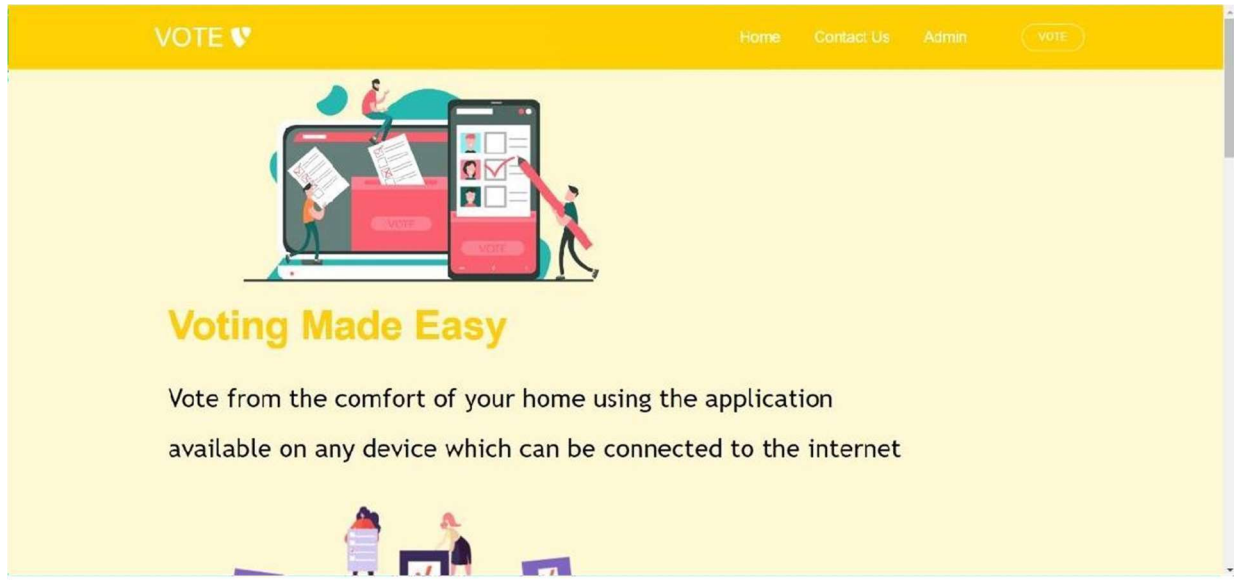 VOTE
Home Contact Us Admin VOTE
VOTE
VOTE
Voting Made Easy
Vote from the comfort of your home using the application
available on any device which can be connected to the internet